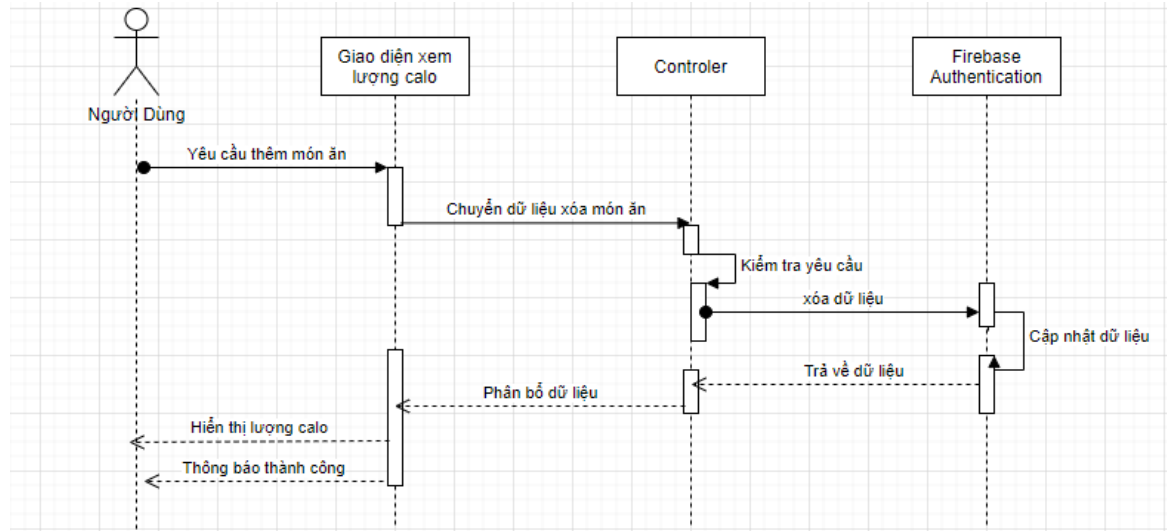 Giao diện xem
lượng calo
Controler
Firebase
Authentication
Người Dùng
Yêu cầu thêm món ăn
Chuyển dữ liệu xóa món ăn
Kiểm tra yêu cầu
xóa dữ liệu
Cập nhật dữ liệu
Trả về dữ liệu
Phân bổ dữ liệu
Hiển thị lượng calo
Thông báo thành công